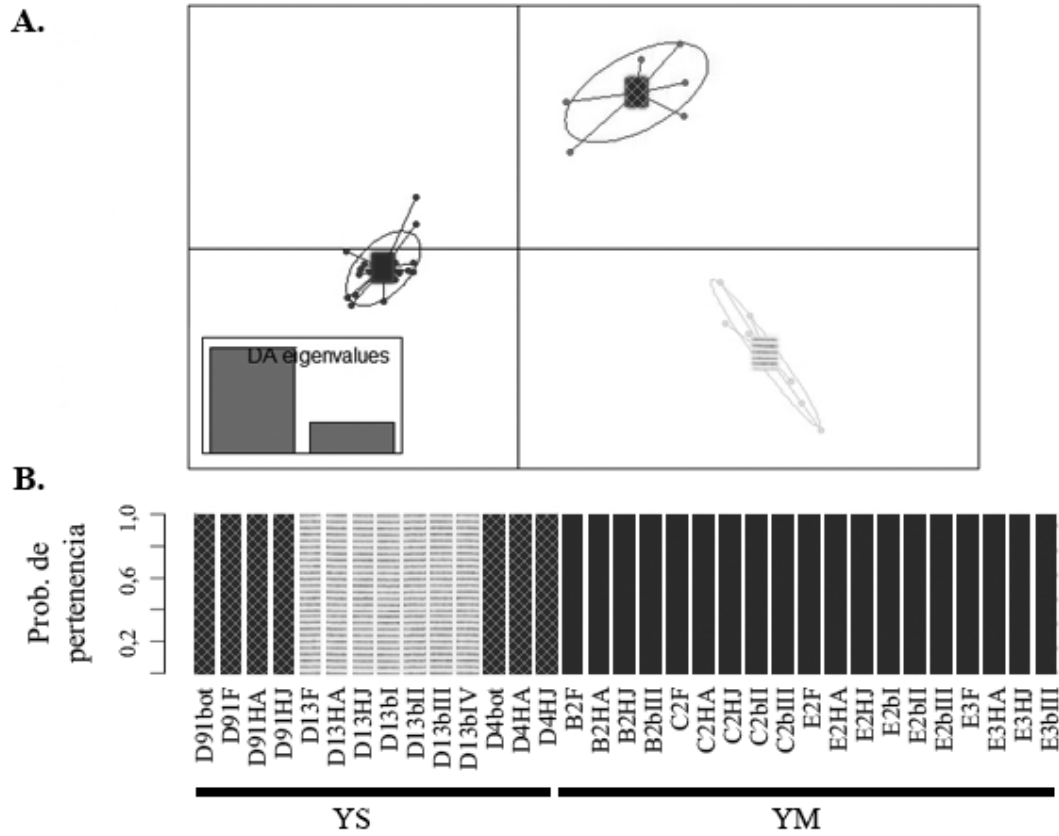 A.
DA eigenvalues
B.
Prob. de
pertenencia
1,0
0,6
0,2
D91bot
D91F
D91HA
D91HJ
D13F
D13HA
D13HJ
D13bI
D13bII
D13bIII
D13bIV
D4bot
D4HA
D4HJ
B2F
B2HA
B2HJ
B2bIII
C2F
C2HA
C2HJ
C2bII
C2bIII
E2F
E2HA
E2HJ
E2bI
E2bII
E2bIII
E3F
E3HA
E3HJ
E3bIII
YS
YM